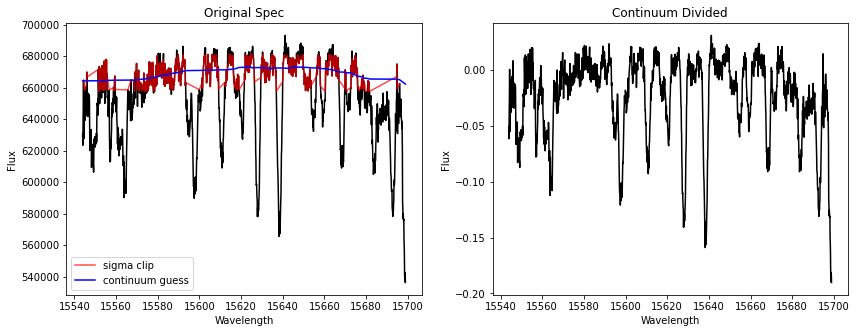 Original Spec
Flux
700000
680000
660000
640000
620000
600000
580000
560000
540000
sigma clip
continuum guess
15540 15560 15580 15600 15620 15640 15660 15680 15700
Wavelength
Continuum Divided
Flux
0.00
−0.05
−0.10
−0.15
−0.20
15540 15560 15580 15600 15620 15640 15660 15680 15700
Wavelength